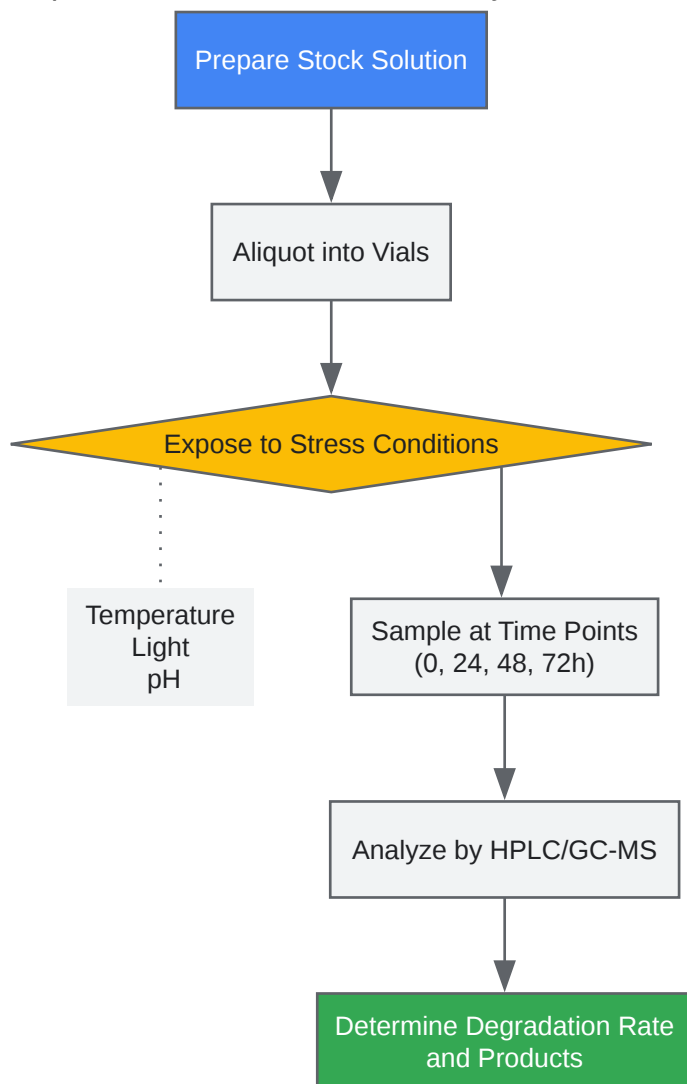 Prepare Stock Solution
Aliquot into Vials
Expose to Stress Conditions
Temperature
Light
pH
Sample at Time Points
(0, 24, 48, 72h)
Analyze by HPLC/GC-MS
Determine Degradation Rate
and Products